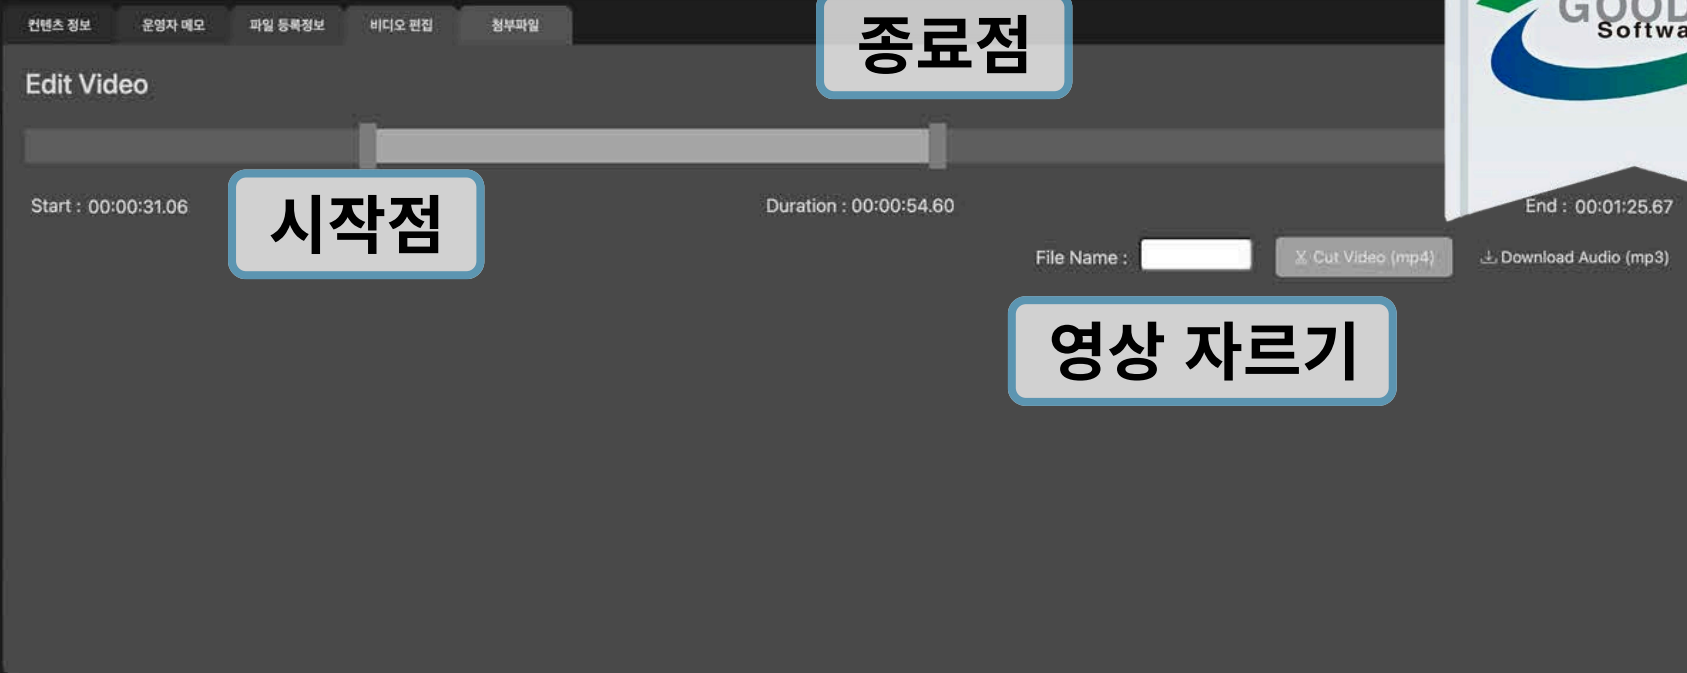 컨텐츠 정보 운영자 메모 파일 등록정보 비디오 편집 첨부파일
종료점
GOOD
Softwa
Edit Video
시작점
Start : 00:00:31.06
Duration : 00:00:54.60
End : 00:01:25.67
File Name :
Cut Video (mp4)
Download Audio (mp3)
영상 자르기